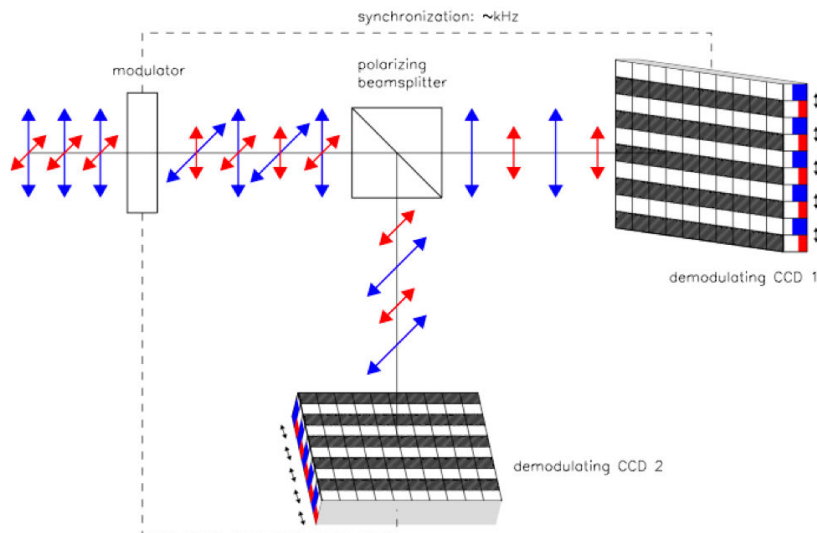 synchronization: ~kHz
modulator
polarizing
beamsplitter
demodulating CCD 1
demodulating CCD 2